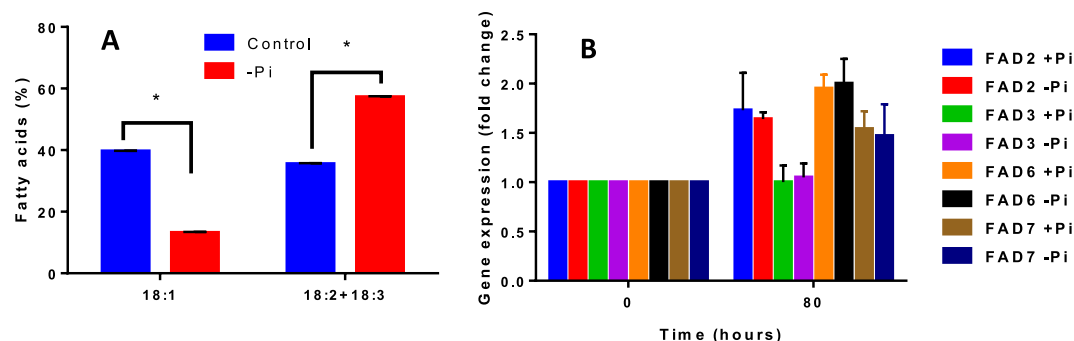 A
Control
-Pi
*
*
Fatty acids (%)
80
60
40
20
0
18:1
18:2+18:3
B
Gene expression (fold change)
2.5
2.0
1.5
1.0
0.5
0.0
0
80
Time (hours)
FAD2 +Pi
FAD2 -Pi
FAD3 +Pi
FAD3 -Pi
FAD6 +Pi
FAD6 -Pi
FAD7 +Pi
FAD7 -Pi